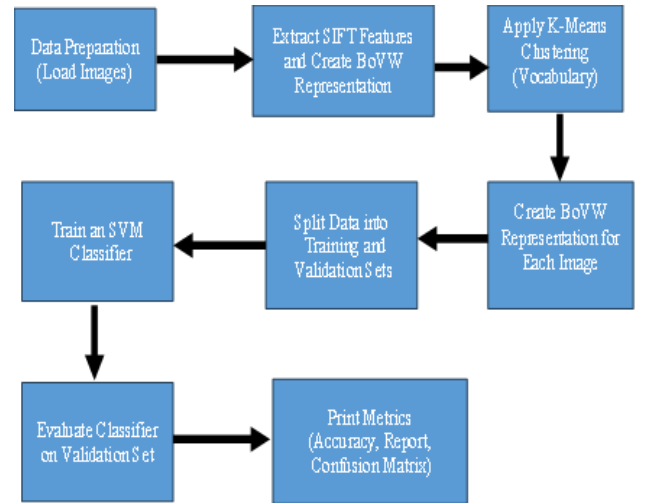 Data Preparation
(Load Images)
Extract SIFT Features
and Create BoVW
Representation
Apply K-Means
Clustering
(Vocabulary)
Create BoVW
Representation for
Each Image
Split Data into
Training and
Validation Sets
Train an SVM
Classifier
Evaluate Classifier
on Validation Set
Print Metrics
(Accuracy, Report,
Confusion Matrix)